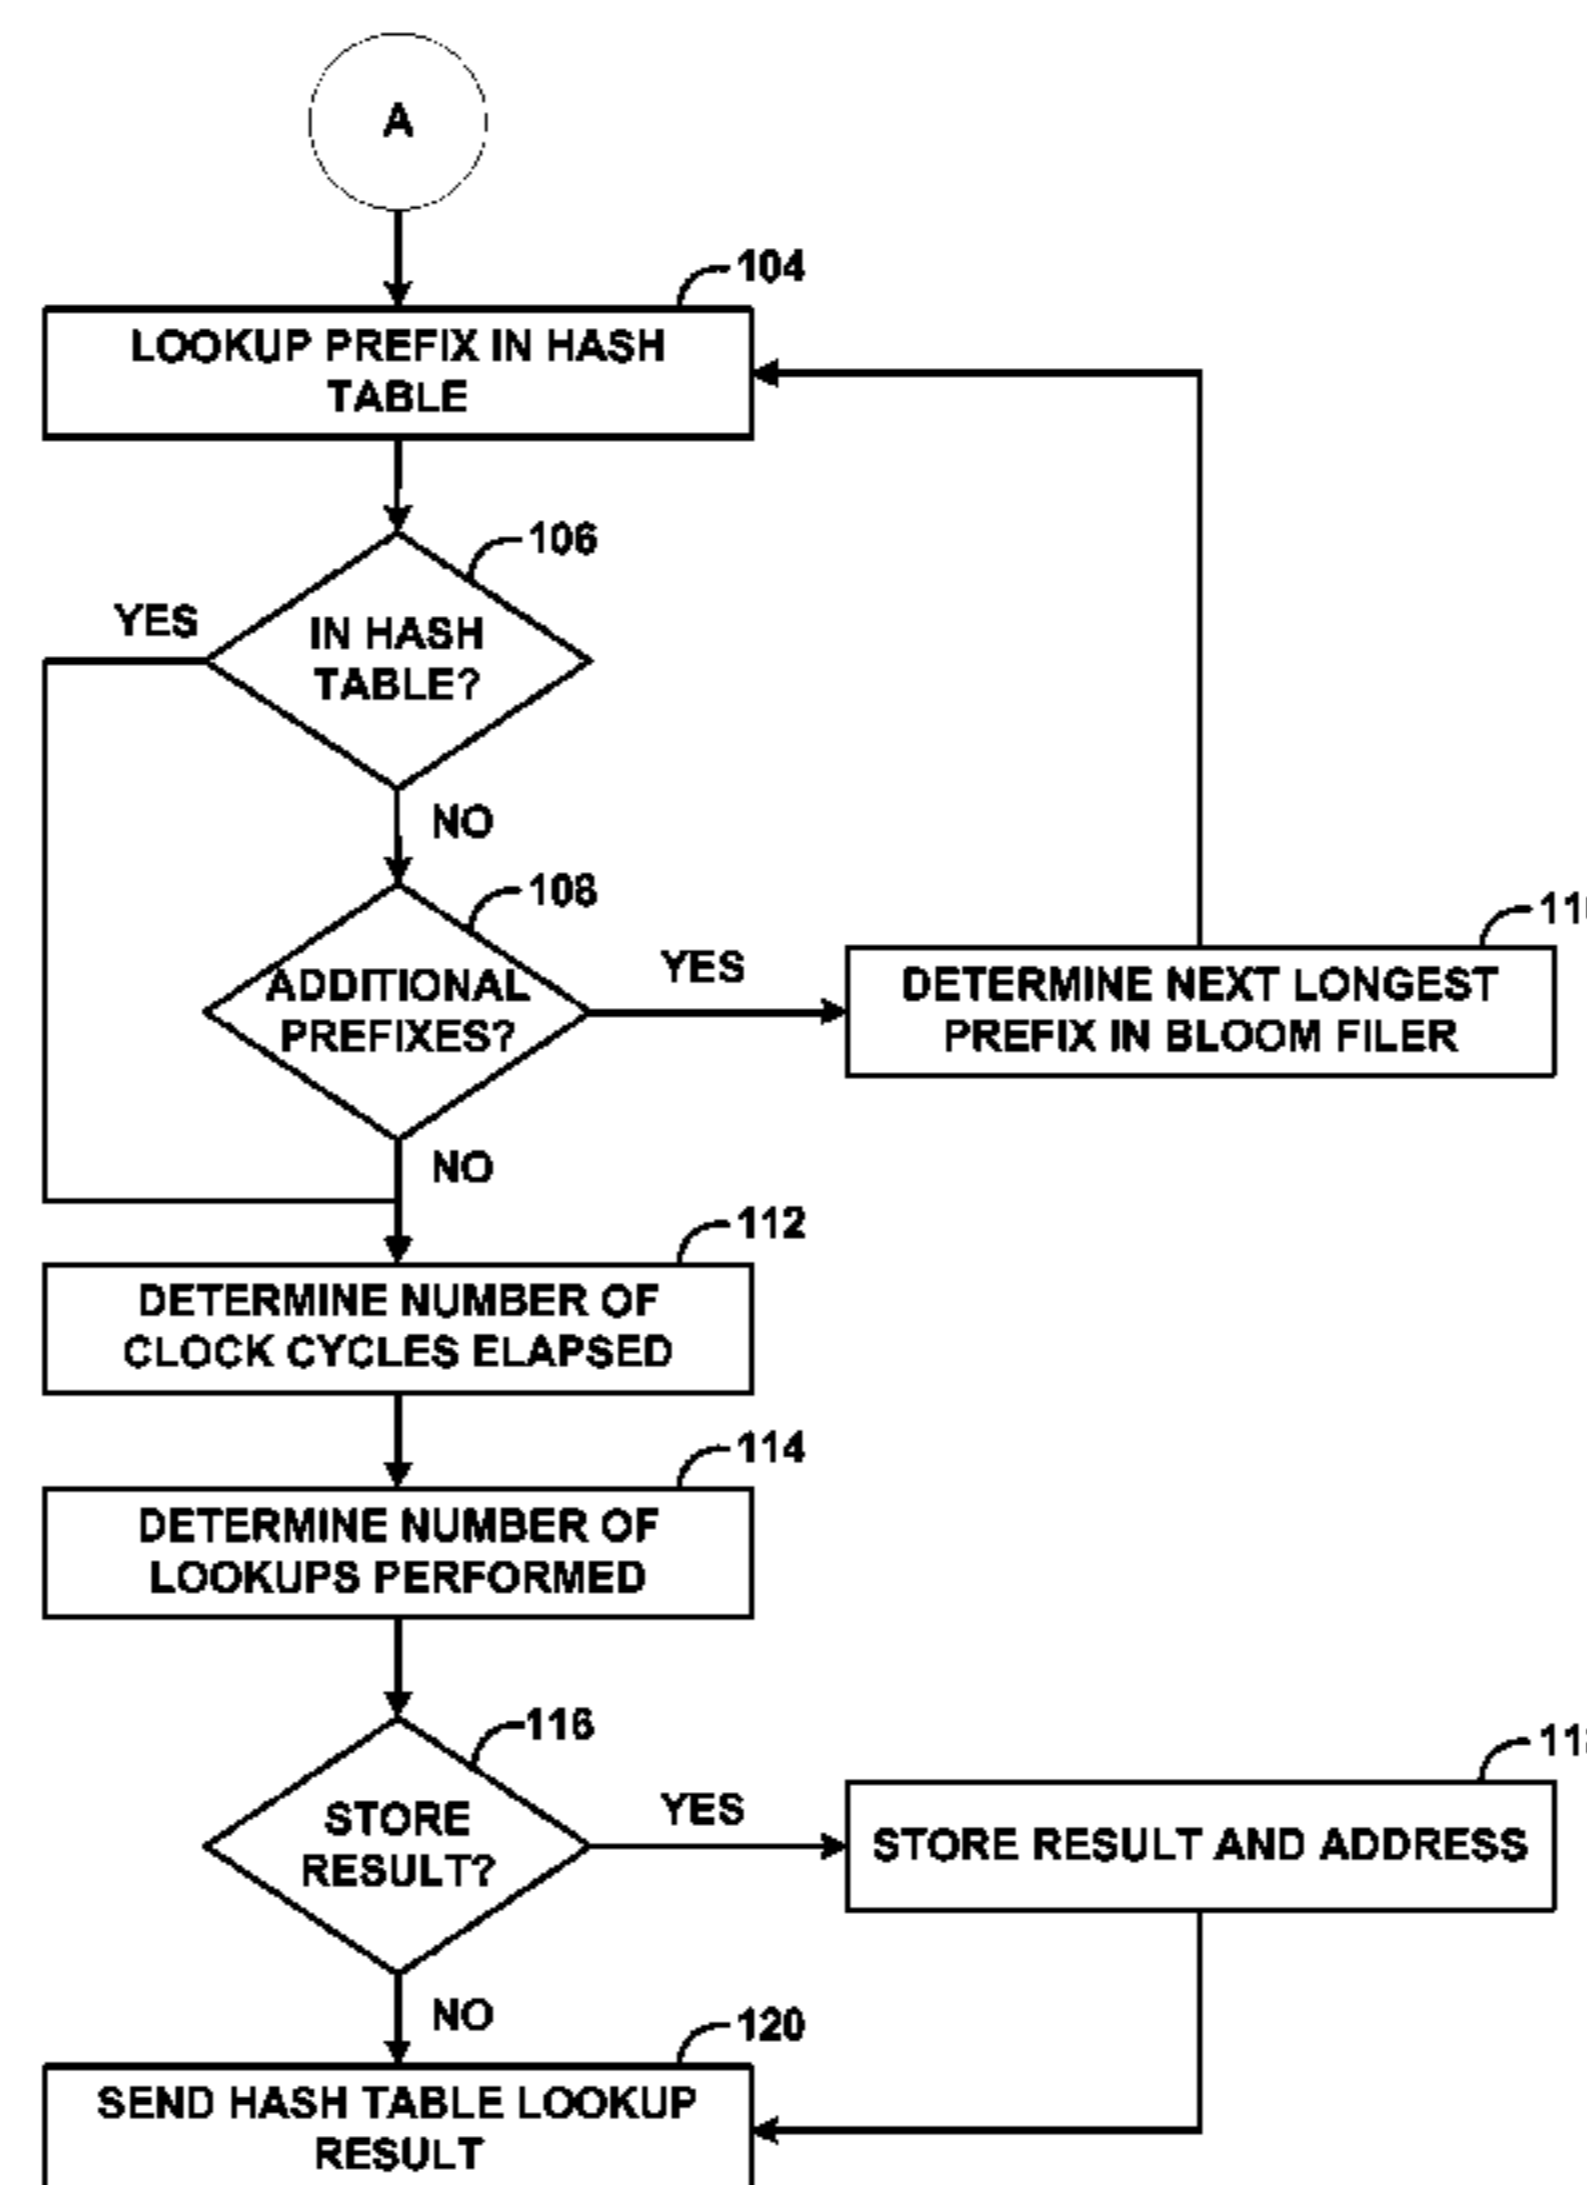 A
104
LOOKUP PREFIX IN HASH
TABLE
106
YES
IN HASH
TABLE?
NO
108
ADDITIONAL
PREFIXES?
YES
DETERMINE NEXT LONGEST
PREFIX IN BLOOM FILER
NO
112
DETERMINE NUMBER OF
CLOCK CYCLES ELAPSED
114
DETERMINE NUMBER OF
LOOKUPS PERFORMED
116
STORE
RESULT?
YES
STORE RESULT AND ADDRESS
NO
120
SEND HASH TABLE LOOKUP
RESULT